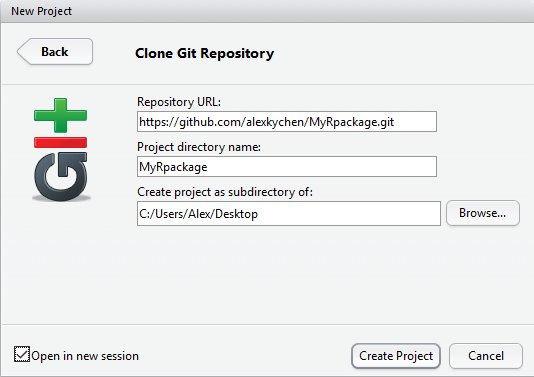 New Project
Back
Clone Git Repository
Repository URL:
https://github.com/alexkychen/MyRpackage.git
Project directory name:
MyRpackage
Create project as subdirectory of:
C:/Users/Alex/Desktop
Browse...
git
Open in new session
Create Project
Cancel